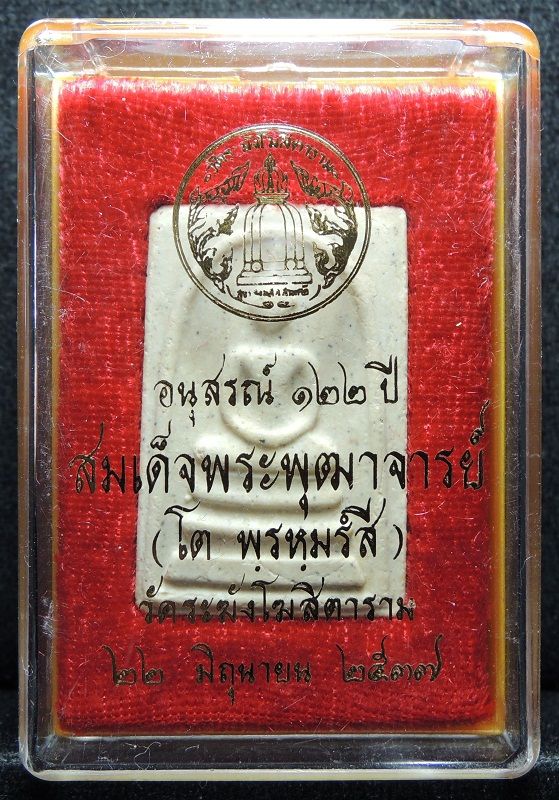 อนุสรณ์ ๑๒๒ ปี
สมเด็จพระพุฒาจารย์
(โต พฺรหฺมรํสี)
วัดระฆังโฆสิตาราม
๒๒ มิถุนายน ๒๕๓๗